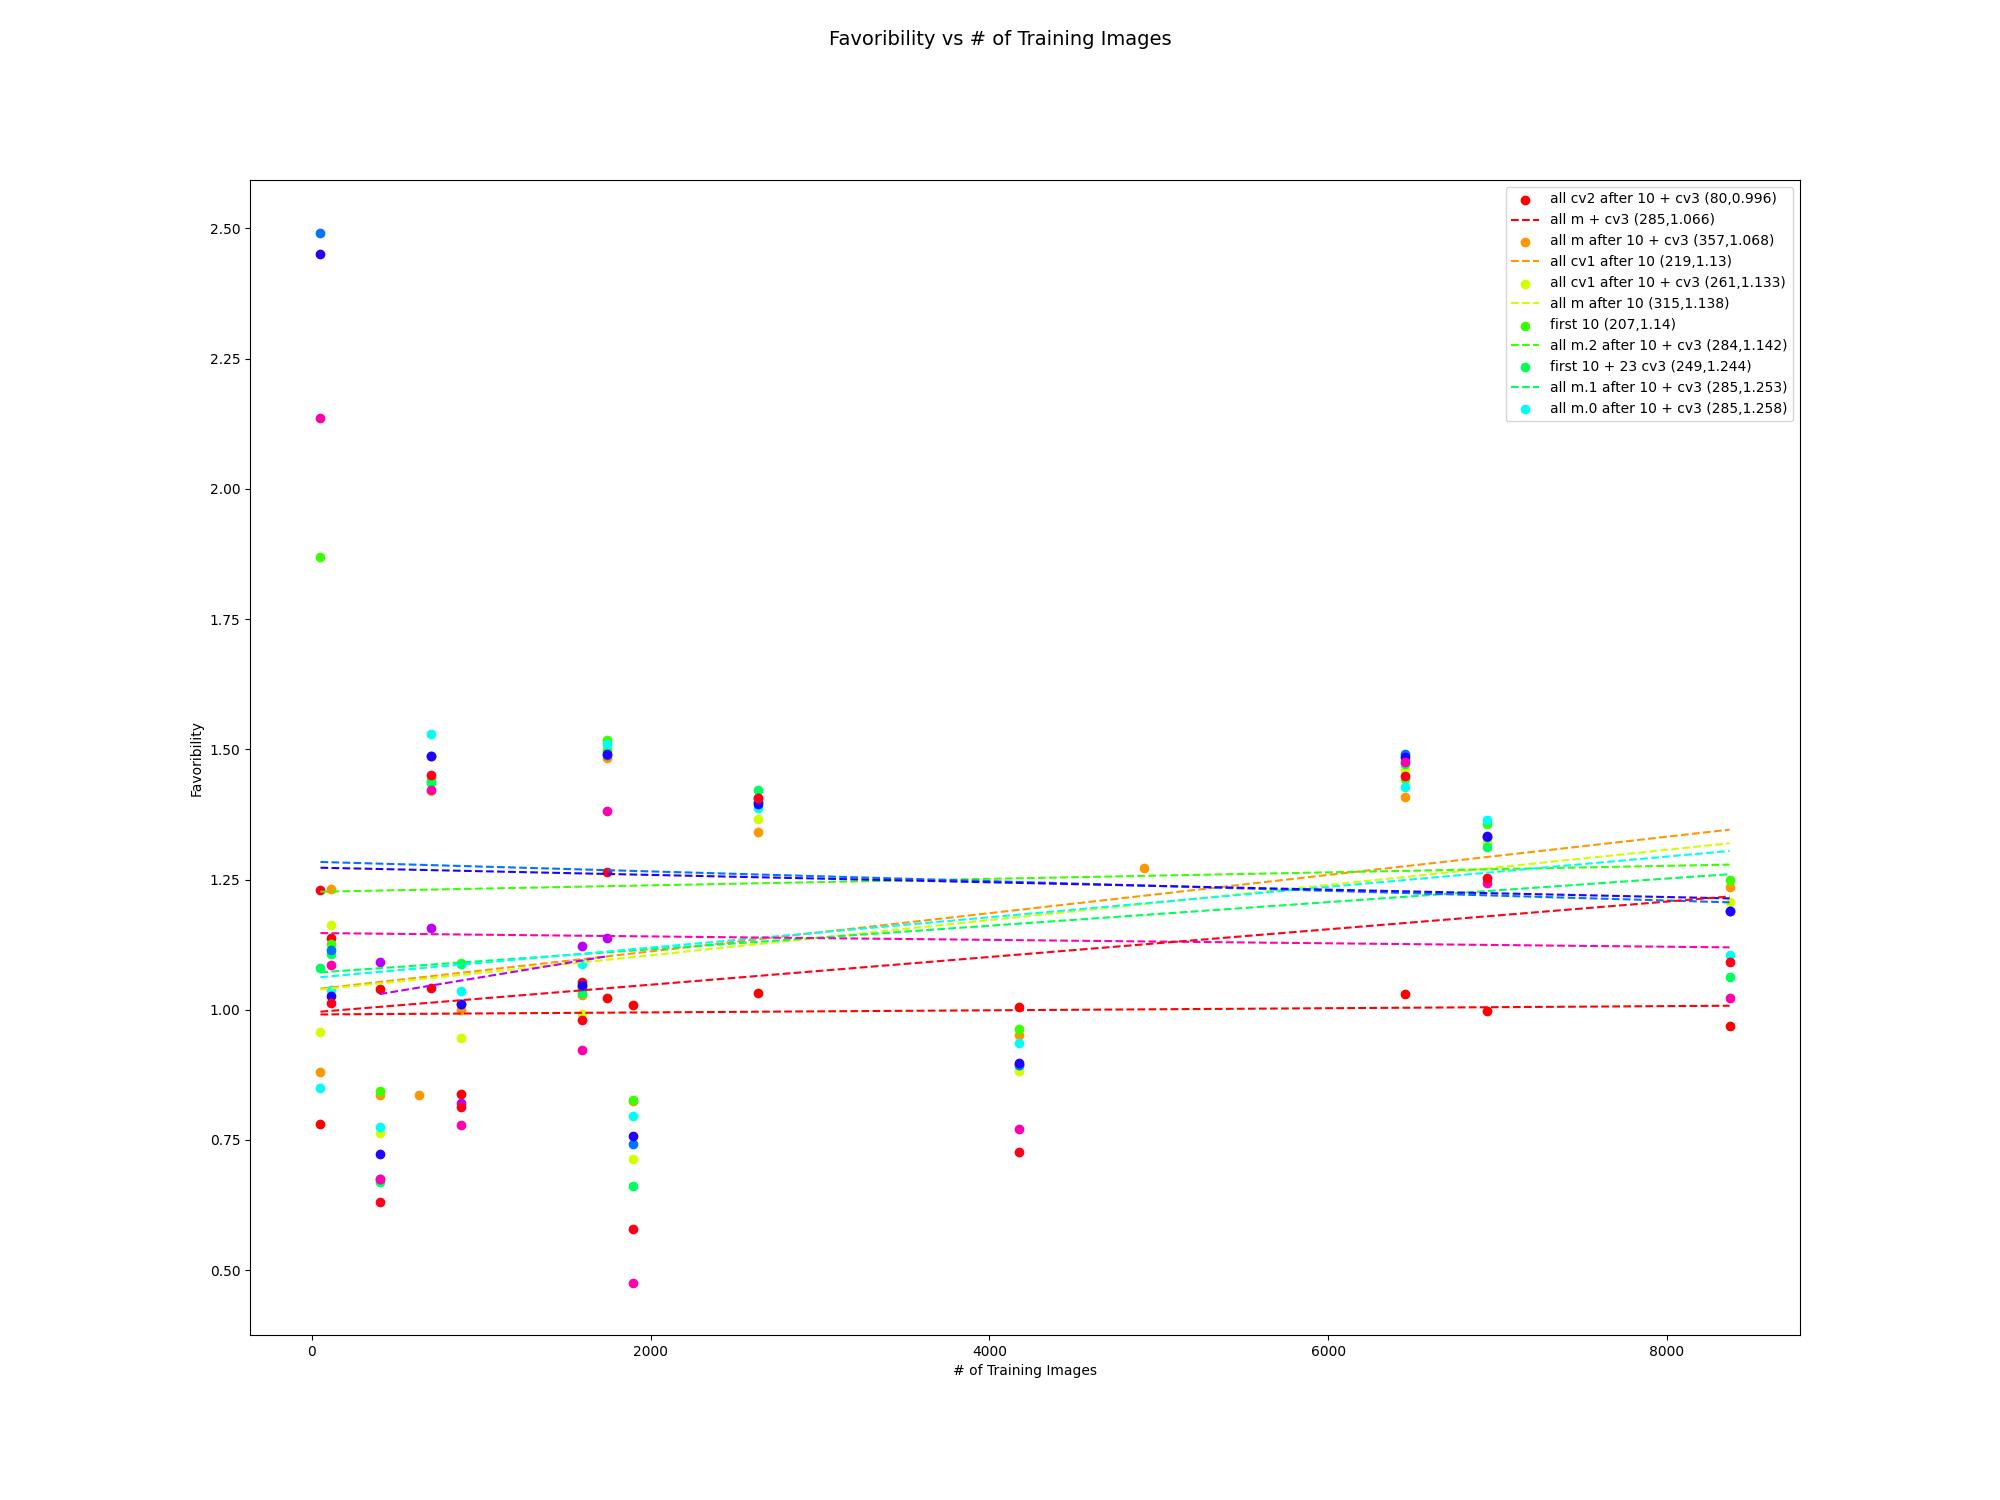 Favoribility vs # of Training Images
all cv2 after 10 + cv3 (80,0.996)
all m + cv3 (285,1.066)
all m after 10 + cv3 (357,1.068)
all cv1 after 10 (219,1.13)
all cv1 after 10 + cv3 (261,1.133)
all m after 10 (315,1.138)
first 10 (207,1.14)
all m.2 after 10 + cv3 (284,1.142)
first 10 + 23 cv3 (249,1.244)
all m.1 after 10 + cv3 (285,1.253)
all m.0 after 10 + cv3 (285,1.258)
2.50
2.25
2.00
1.75
1.50
1.25
1.00
0.75
0.50
Favoribility
0 2000 4000 6000 8000
# of Training Images